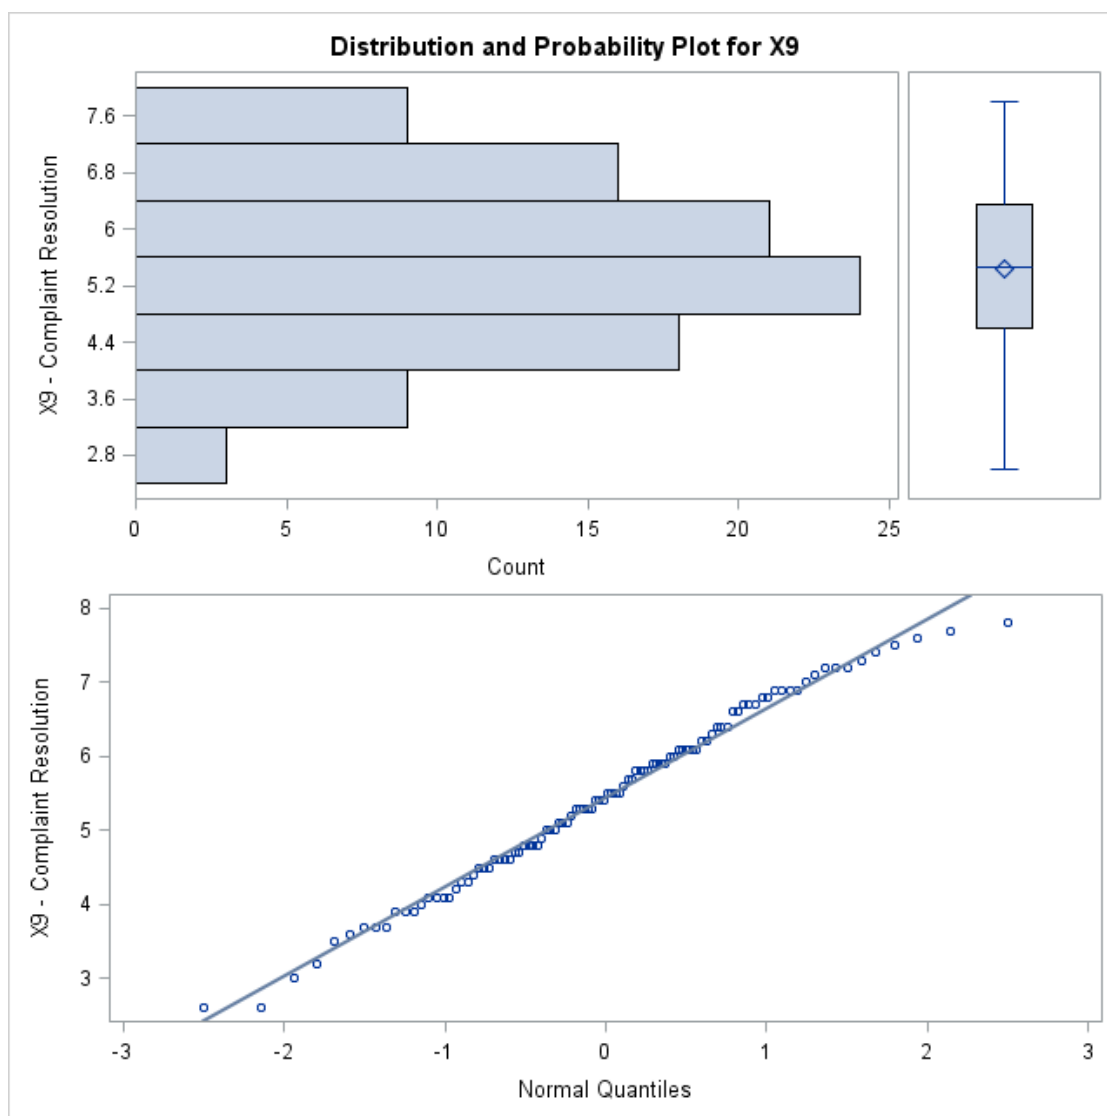 Distribution and Probability Plot for X9
X9 - Complaint Resolution
7.6
6.8
6
5.2
4.4
3.6
2.8
0 5 10 15 20 25
Count
X9 - Complaint Resolution
8
7
6
5
4
3
-3 -2 -1 0 1 2 3
Normal Quantiles